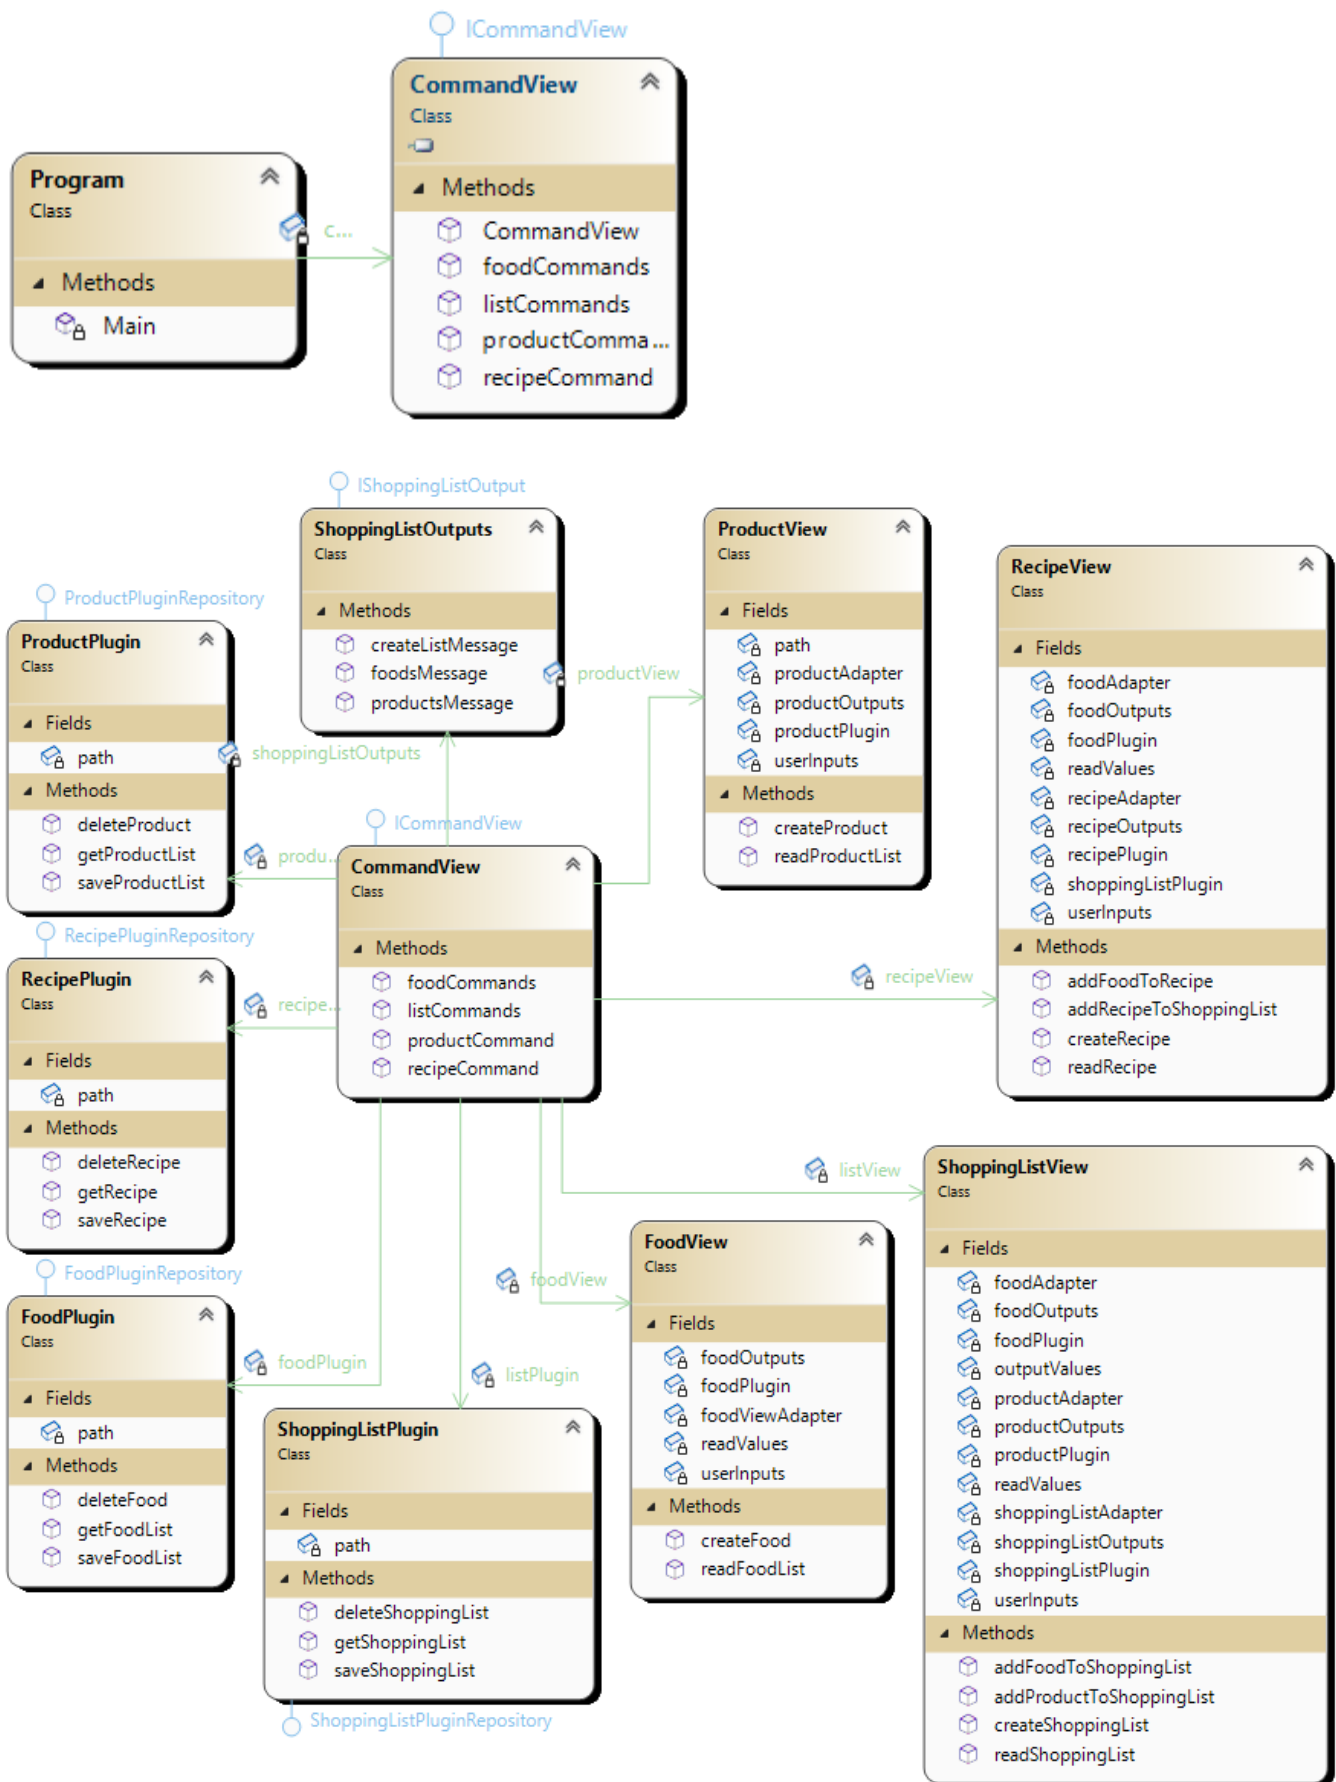 ICommandView
CommandView
Class
Methods
CommandView
foodCommands
listCommands
productComma...
recipeCommand
Program
Class
Methods
Main
c...
IShoppingListOutput
ShoppingListOutputs
Class
Methods
createListMessage
foodsMessage
productsMessage
productView
ProductView
Class
Fields
path
productAdapter
productOutputs
productPlugin
userInputs
Methods
createProduct
readProductList
RecipeView
Class
Fields
foodAdapter
foodOutputs
foodPlugin
readValues
recipeAdapter
recipeOutputs
recipePlugin
shoppingListPlugin
userInputs
Methods
addFoodToRecipe
addRecipeToShoppingList
createRecipe
readRecipe
ProductPluginRepository
ProductPlugin
Class
Fields
path
Methods
deleteProduct
getProductList
saveProductList
shoppingListOutputs
ICommandView
produ...
CommandView
Class
Methods
foodCommands
listCommands
productCommand
recipeCommand
recipeView
RecipePluginRepository
RecipePlugin
Class
Fields
path
Methods
deleteRecipe
getRecipe
saveRecipe
recipe...
FoodPluginRepository
FoodPlugin
Class
Fields
path
Methods
deleteFood
getFoodList
saveFoodList
foodPlugin
listPlugin
ShoppingListPlugin
Class
Fields
path
Methods
deleteShoppingList
getShoppingList
saveShoppingList
ShoppingListPluginRepository
foodView
FoodView
Class
Fields
foodOutputs
foodPlugin
foodViewAdapter
readValues
userInputs
Methods
createFood
readFoodList
listView
ShoppingListView
Class
Fields
foodAdapter
foodOutputs
foodPlugin
outputValues
productAdapter
productOutputs
productPlugin
readValues
shoppingListAdapter
shoppingListOutputs
shoppingListPlugin
userInputs
Methods
addFoodToShoppingList
addProductToShoppingList
createShoppingList
readShoppingList